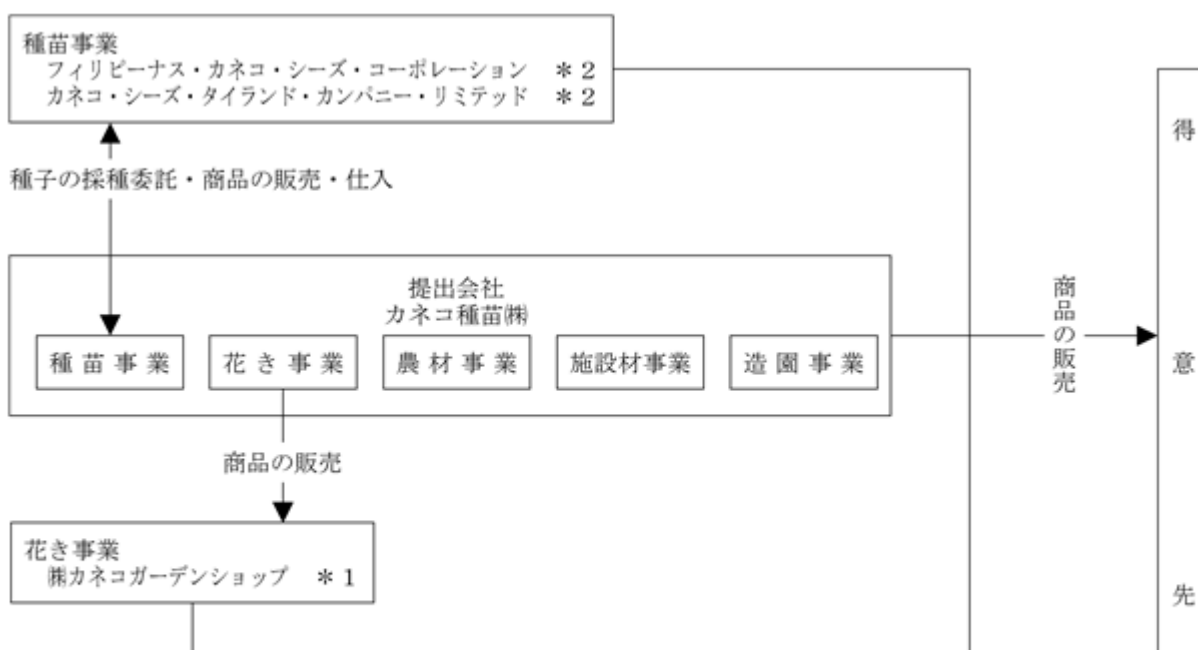 種苗事業
フィリピーナス・カネコ・シーズ・コーポレーション ＊2
カネコ・シーズ・タイランド・カンパニー・リミテッド ＊2
種子の採種委託・商品の販売・仕入
提出会社
カネコ種苗㈱
種苗事業
花き事業
農材事業
施設材事業
造園事業
商品の販売
花き事業
㈱カネコガーデンショップ ＊1
商品の販売
得意先